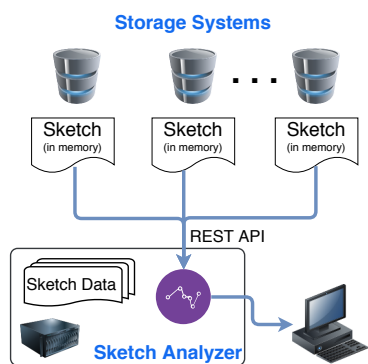 Storage Systems
Sketch
(in memory)
Sketch
(in memory)
Sketch
(in memory)
REST API
Sketch Data
Sketch Analyzer